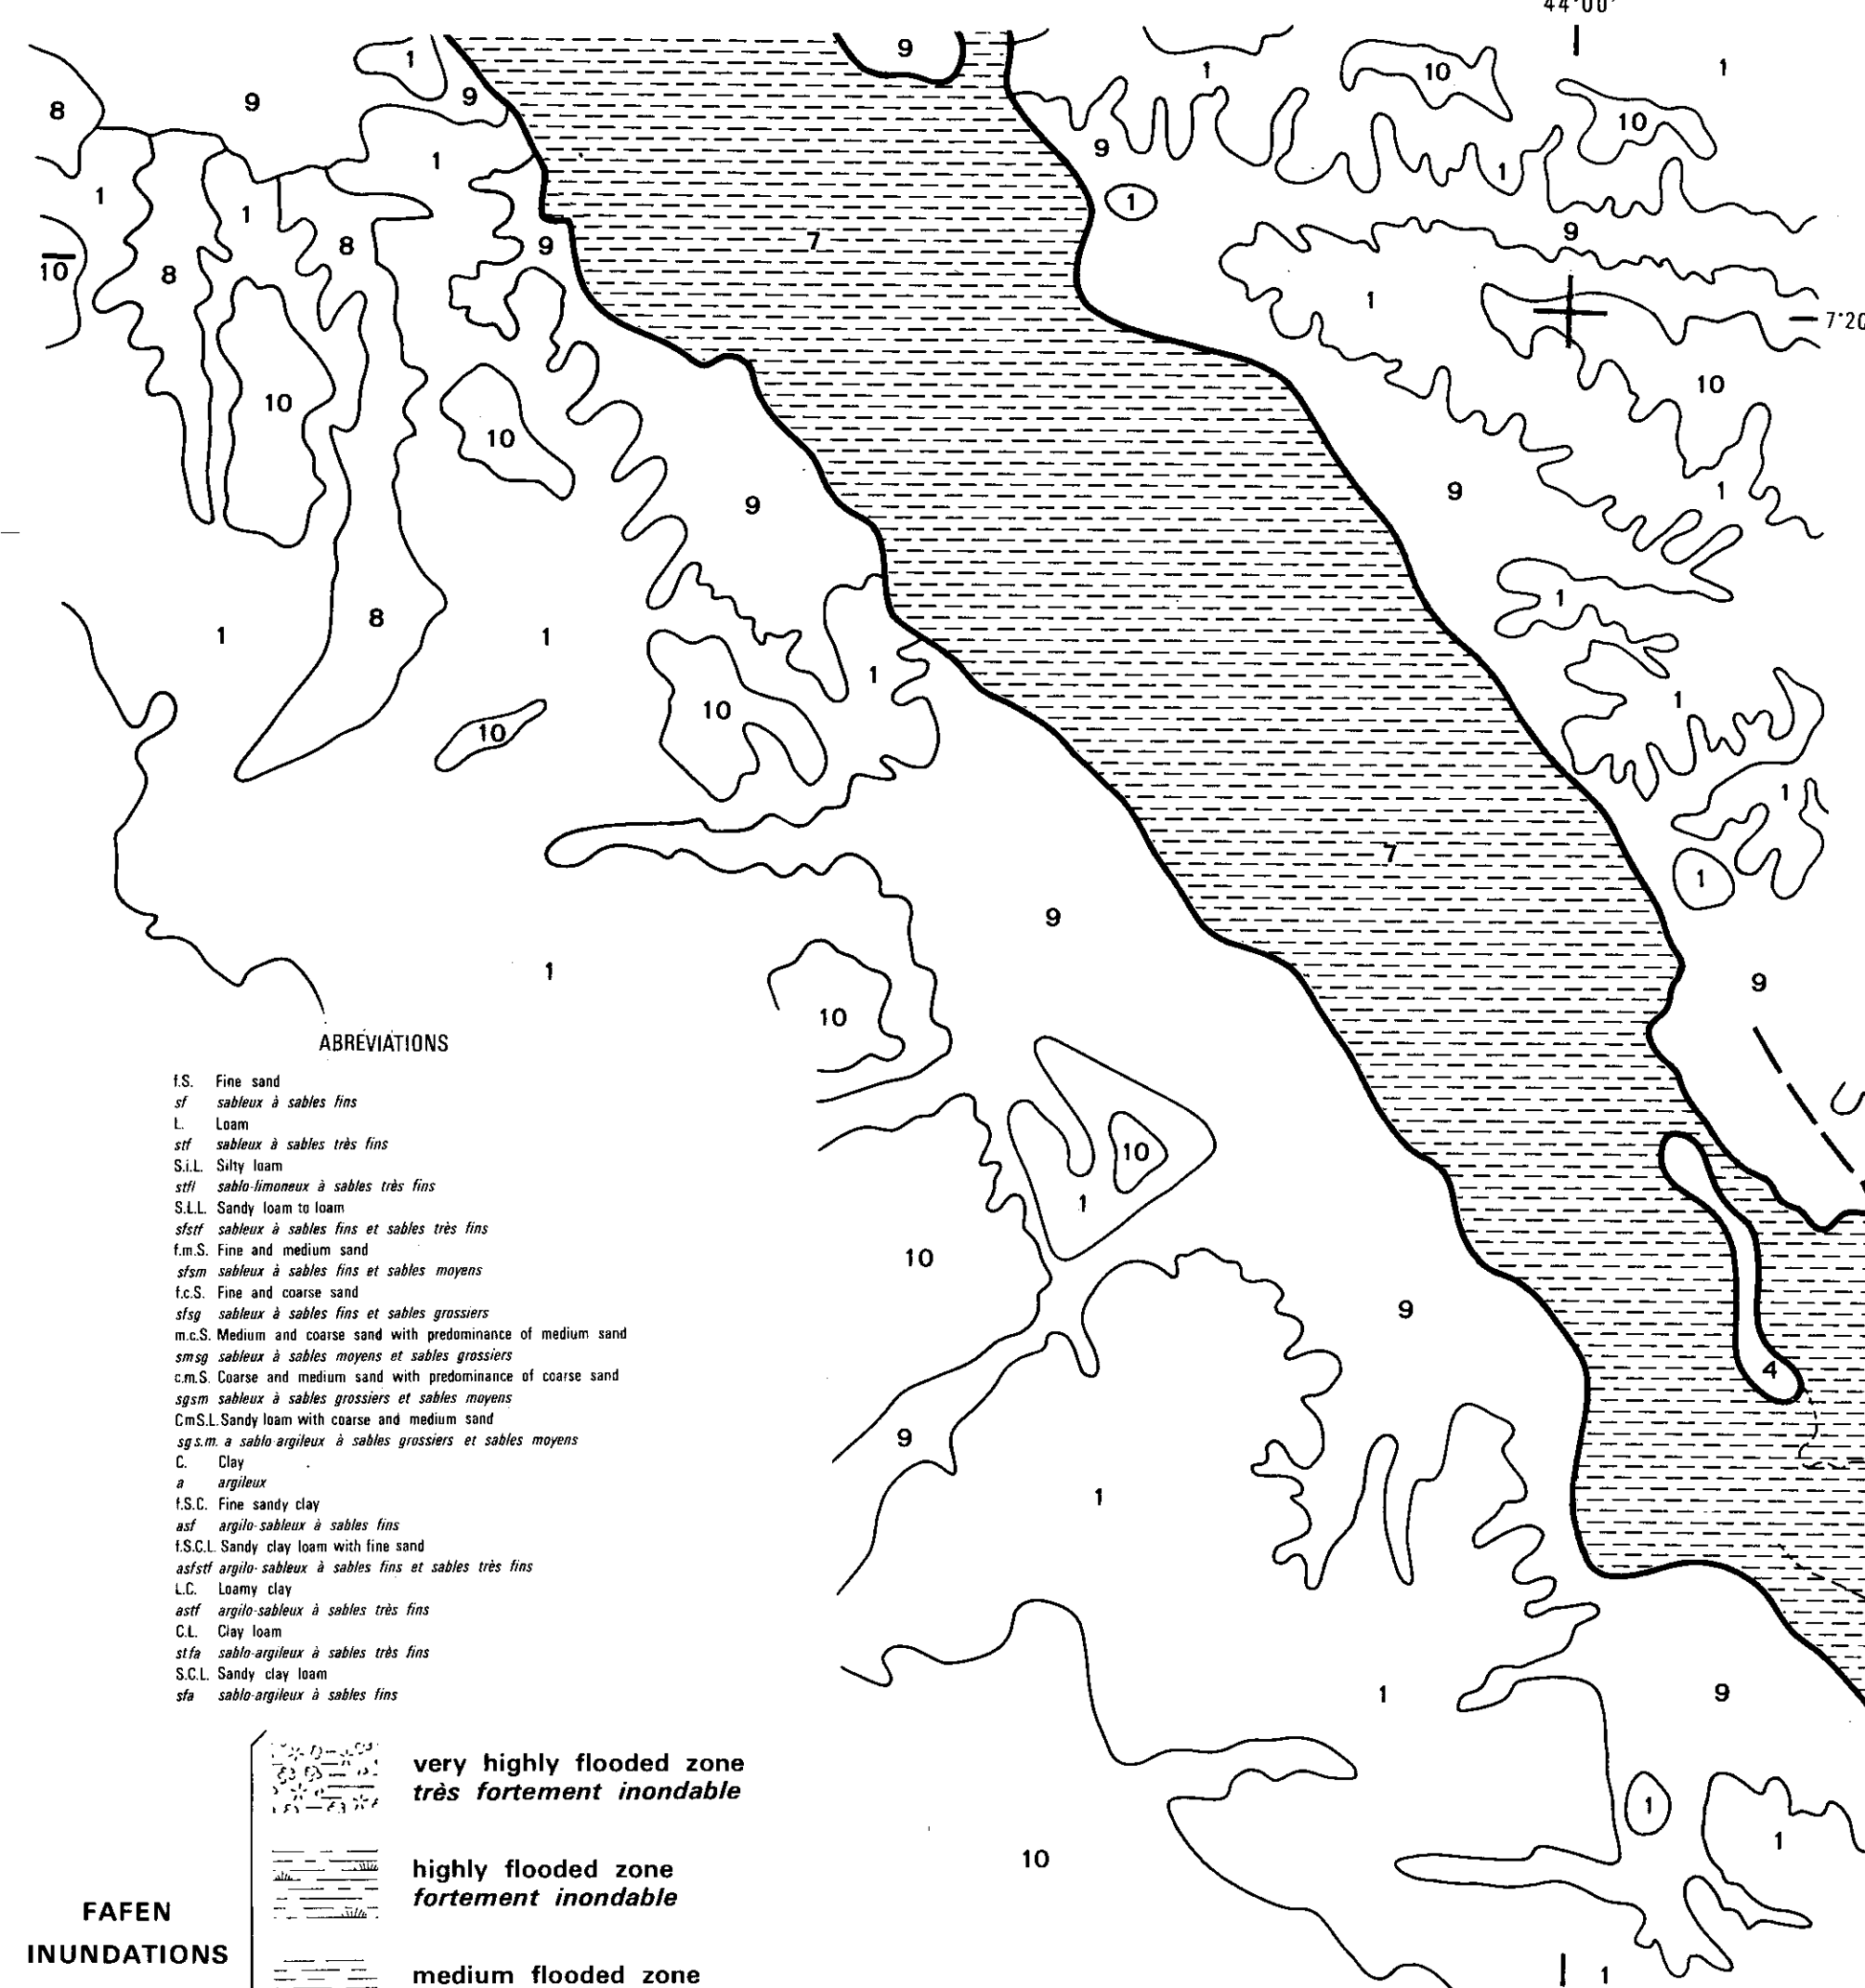 44°00'
1
9
10
1
1
8
9
9
10
9
1
1
1
1
1
9
1
8
9
7
9
10
8
1
7°20
10
10
10
9
9
1
1
8
1
1
1
10
10
1
7
1
9
9
1
10
ABRÉVIATIONS
f.S. Fine sand
sf sableux à sables fins
L. Loam
stf sableux à sables très fins
S.i.L. Silty loam
stfl sablo-limoneux à sables très fins
S.L.L. Sandy loam to loam
sfstf sableux à sables fins et sables très fins
f.m.S. Fine and medium sand
sfsm sableux à sables fins et sables moyens
f.c.S. Fine and coarse sand
sfsg sableux à sables fins et sables grossiers
m.c.S. Medium and coarse sand with predominance of medium sand
smsg sableux à sables moyens et sables grossiers
c.m.S. Coarse and medium sand with predominance of coarse sand
sgsm sableux à sables grossiers et sables moyens
CmS.L. Sandy loam with coarse and medium sand
sgs.m. a sablo-argileux à sables grossiers et sables moyens
C. Clay
a argileux
f.S.C. Fine sandy clay
asf argilo-sableux à sables fins
f.S.C.L. Sandy clay loam with fine sand
asfstf argilo-sableux à sables fins et sables très fins
L.C. Loamy clay
astf argilo-sableux à sables très fins
C.L. Clay loam
stfa sablo-argileux à sables très fins
S.C.L. Sandy clay loam
sfa sablo-argileux à sables fins
10
1
10
9
4
9
1
1
9
1
1
10
1
very highly flooded zone
très fortement inondable
highly flooded zone
fortement inondable
FAFEN
INUNDATIONS
medium flooded zone